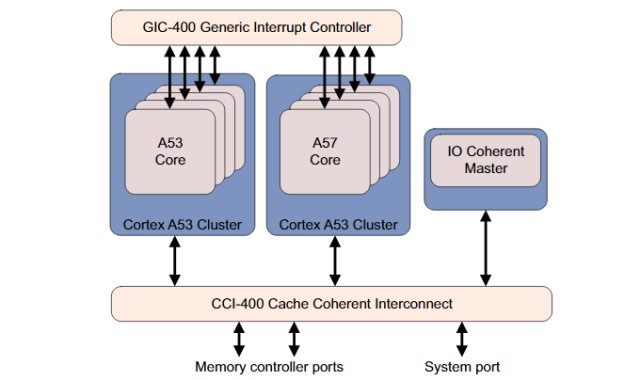 GIC-400 Generic Interrupt Controller
A53
Core
A57
Core
IO Coherent
Master
Cortex A53 Cluster
Cortex A53 Cluster
CCI-400 Cache Coherent Interconnect
Memory controller ports
System port